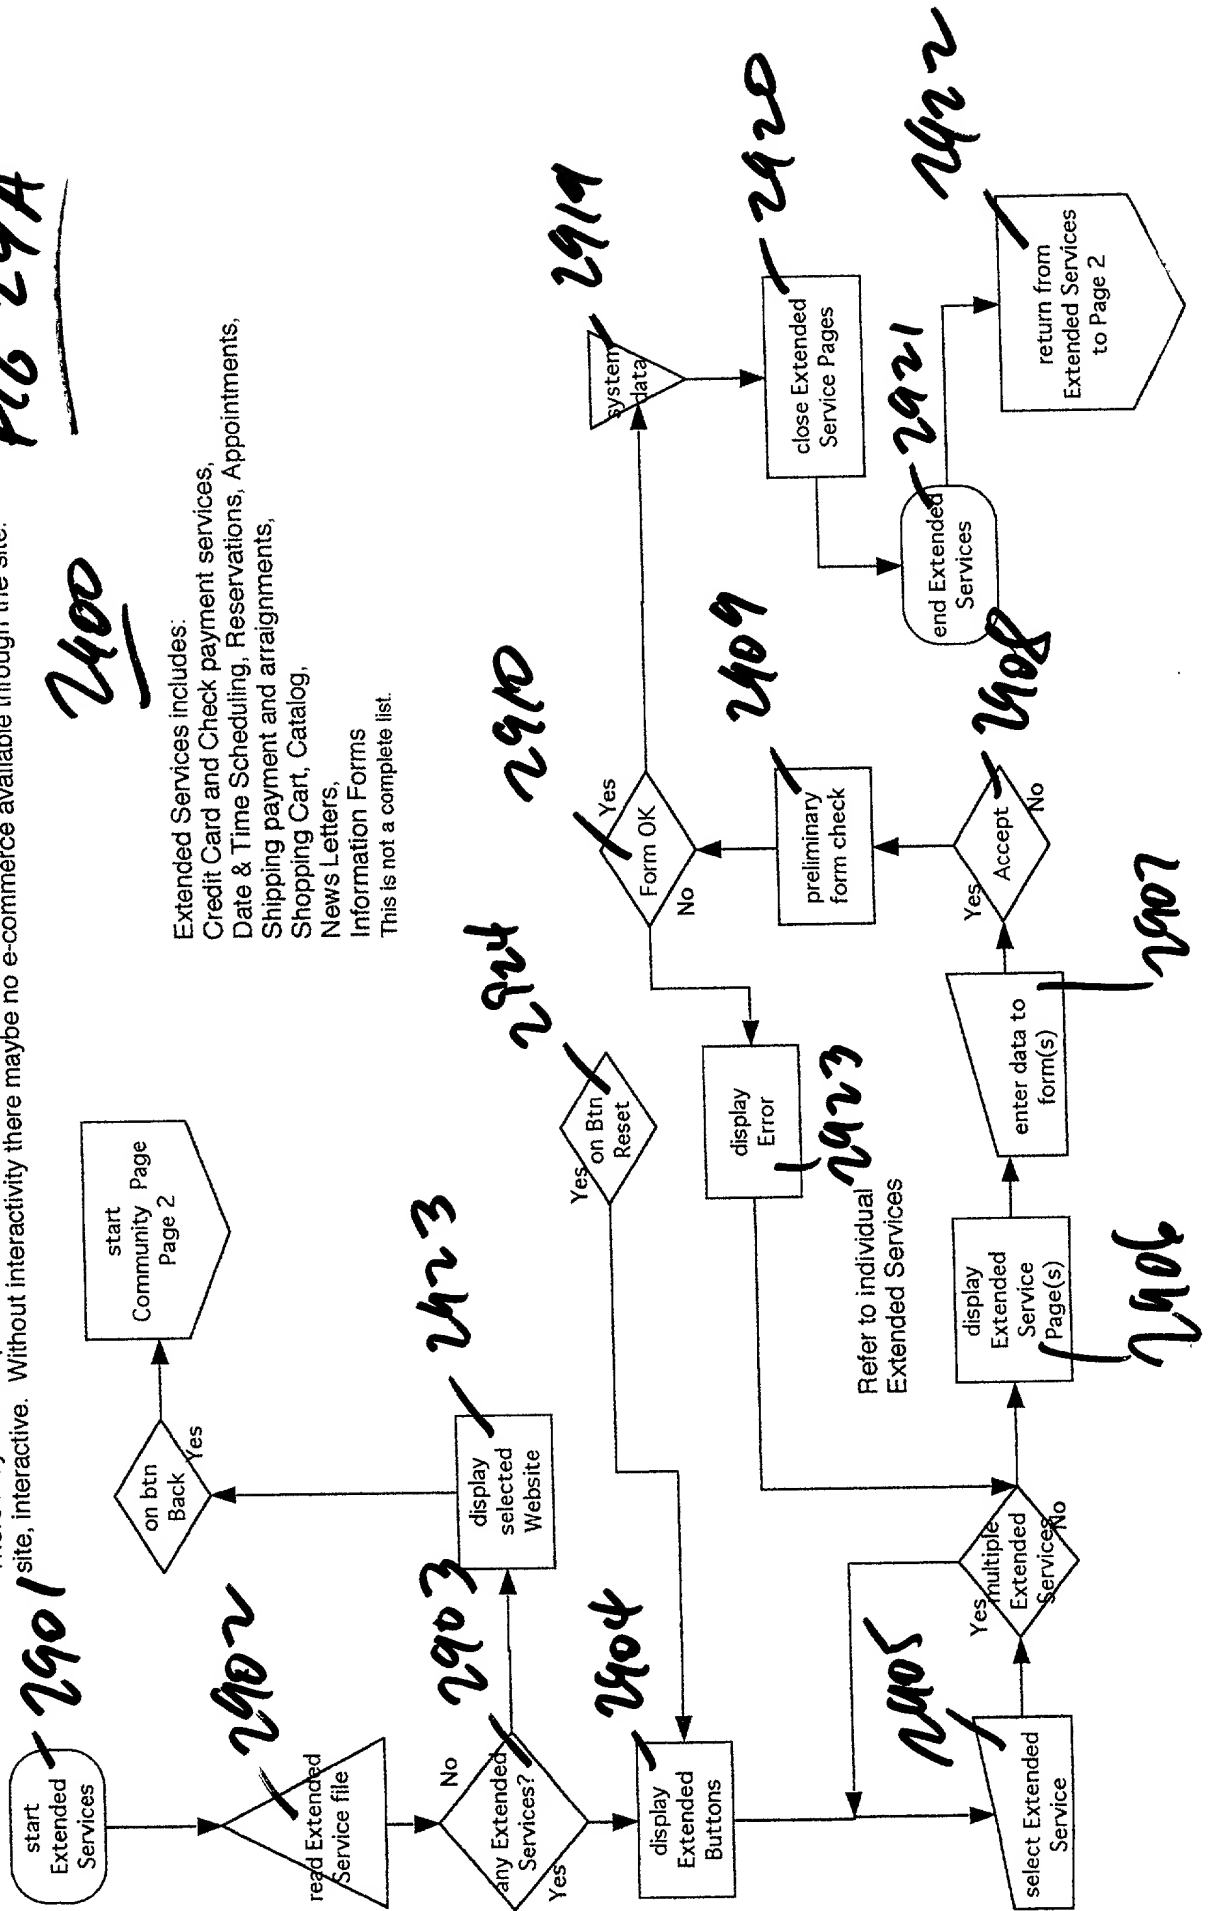 FIG 29A
site, interactive. Without interactivity there maybe no e-commerce available through the site.
2900
Extended Services includes:
Credit Card and Check payment services,
Date & Time Scheduling, Reservations, Appointments,
Shipping payment and arraignments,
Shopping Cart, Catalog,
News Letters,
Information Forms
This is not a complete list.
start
Extended
Services
2901
read Extended
Service file
2902
any Extended
Services?
No
Yes
2903
display
selected
Website
2923
on btn
Back
Yes
start
Community Page
Page 2
display
Extended
Buttons
2904
on Btn
Reset
Yes
2924
select Extended
Service
2905
multiple
Extended
Services
Yes
No
display
Extended
Service
Page(s)
2906
Refer to individual
Extended Services
enter data to
form(s)
2907
Accept
Yes
No
2908
preliminary
form check
2909
Form OK
Yes
No
2910
display
Error
2923
system
data
2919
close Extended
Service Pages
2920
end Extended
Services
2921
return from
Extended Services
to Page 2
2922